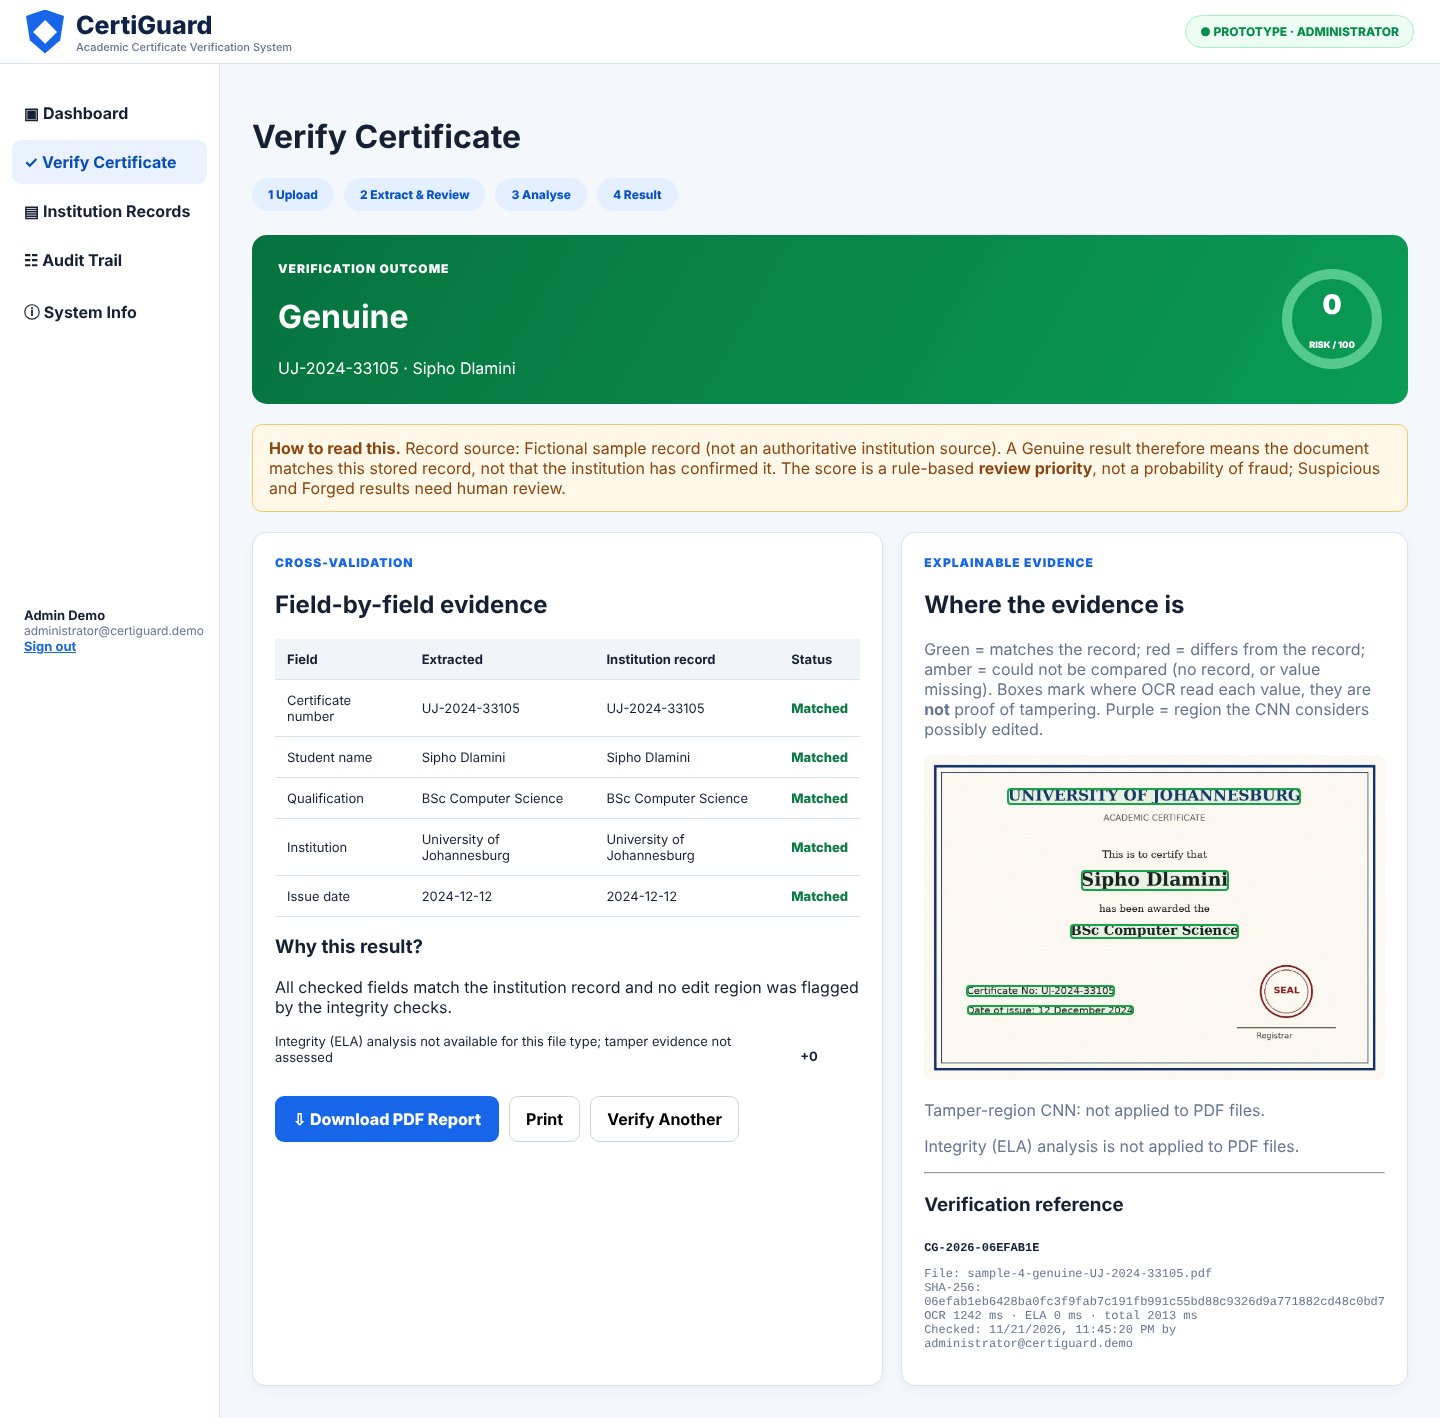 CertiGuard
Academic Certificate Verification System
● PROTOTYPE · ADMINISTRATOR
▣ Dashboard
✓ Verify Certificate
▤ Institution Records
☷ Audit Trail
ⓘ System Info
Admin Demo
administrator@certiguard.demo
Sign out
Verify Certificate
1 Upload
2 Extract & Review
3 Analyse
4 Result
VERIFICATION OUTCOME
Genuine
UJ-2024-33105 · Sipho Dlamini
0
RISK / 100
How to read this. Record source: Fictional sample record (not an authoritative institution source). A Genuine result therefore means the document
matches this stored record, not that the institution has confirmed it. The score is a rule-based review priority, not a probability of fraud; Suspicious
and Forged results need human review.
CROSS-VALIDATION
Field-by-field evidence
Field Extracted Institution record Status
Certificate number UJ-2024-33105 UJ-2024-33105 Matched
Student name Sipho Dlamini Sipho Dlamini Matched
Qualification BSc Computer Science BSc Computer Science Matched
Institution University of Johannesburg University of Johannesburg Matched
Issue date 2024-12-12 2024-12-12 Matched
Why this result?
All checked fields match the institution record and no edit region was flagged
by the integrity checks.
Integrity (ELA) analysis not available for this file type; tamper evidence not
assessed
+0
⇩ Download PDF Report
Print
Verify Another
EXPLAINABLE EVIDENCE
Where the evidence is
Green = matches the record; red = differs from the record;
amber = could not be compared (no record, or value
missing). Boxes mark where OCR read each value, they are
not proof of tampering. Purple = region the CNN considers
possibly edited.
UNIVERSITY OF JOHANNESBURG
ACADEMIC CERTIFICATE
This is to certify that
Sipho Dlamini
has been awarded the
BSc Computer Science
Certificate No: UJ-2024-33105
Date of issue: 12 December 2024
SEAL
Registrar
Tamper-region CNN: not applied to PDF files.
Integrity (ELA) analysis is not applied to PDF files.
Verification reference
CG-2026-06EFAB1E
File: sample-4-genuine-UJ-2024-33105.pdf
SHA-256:
06efab1eb6428ba0fc3f9fab7c191fb991c55bd88c9326d9a771882cd48c0bd7
OCR 1242 ms · ELA 0 ms · total 2013 ms
Checked: 11/21/2026, 11:45:20 PM by
administrator@certiguard.demo